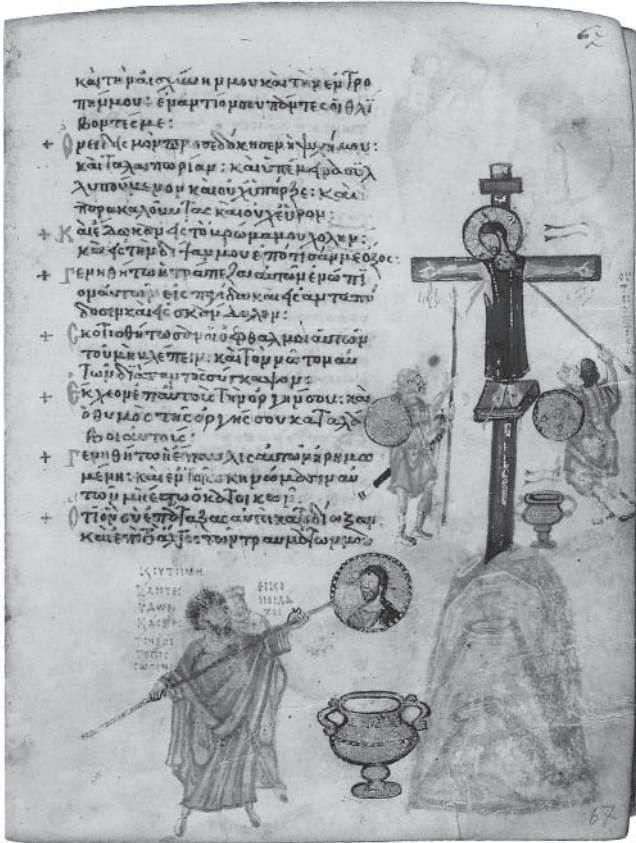 καὶ τὴν αἰσχύνην μου καὶ τὴν ἐντρο
πήν μου: ἐναντίον σου πάντες οἱ θλί
βοντές με:
+ Ὀνειδισμὸν προσεδόκησεν ἡ ψυχή μου:
καὶ ταλαιπωρίαν: καὶ ὑπέμεινα συλ
λυπούμενον καὶ οὐχ ὑπῆρξε: καὶ
παρακαλοῦντας καὶ οὐχ εὗρον:
+ Καὶ ἔδωκαν εἰς τὸ βρῶμα μου χολήν:
καὶ εἰς τὴν δίψαν μου ἐπότισάν με ὄξος:
+ Γενηθήτω ἡ τράπεζα αὐτῶν ἐνώπι
ον αὐτῶν εἰς παγίδα καὶ εἰς ἀνταπό
δοσιν καὶ εἰς σκάνδαλον:
+ Σκοτισθήτωσαν οἱ ὀφθαλμοὶ αὐτῶν
τοῦ μὴ βλέπειν: καὶ τὸν νῶτον αὐ
τῶν διὰ παντὸς σύγκαμψον:
+ Ἔκχεον ἐπ' αὐτοὺς τὴν ὀργήν σου: καὶ
ὁ θυμὸς τῆς ὀργῆς σου καταλά
βοι αὐτούς:
+ Γενηθήτω ἡ ἔπαυλις αὐτῶν ἠρημω
μένη: καὶ ἐν τοῖς σκηνώμασιν αὐ
τῶν μὴ ἔστω ὁ κατοικῶν:
+ Ὅτι ὃν σὺ ἐπάταξας αὐτοὶ κατεδίωξαν
καὶ ἐπὶ τὸ ἄλγος τῶν τραυμάτων μου
67